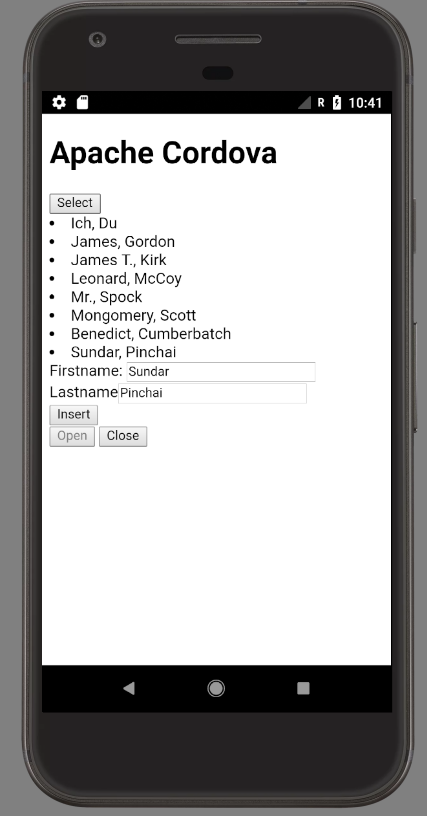 R 10:41
Apache Cordova
Select
Ich, Du
James, Gordon
James T., Kirk
Leonard, McCoy
Mr., Spock
Mongomery, Scott
Benedict, Cumberbatch
Sundar, Pinchai
Firstname: Sundar
Lastname Pinchai
Insert
Open Close